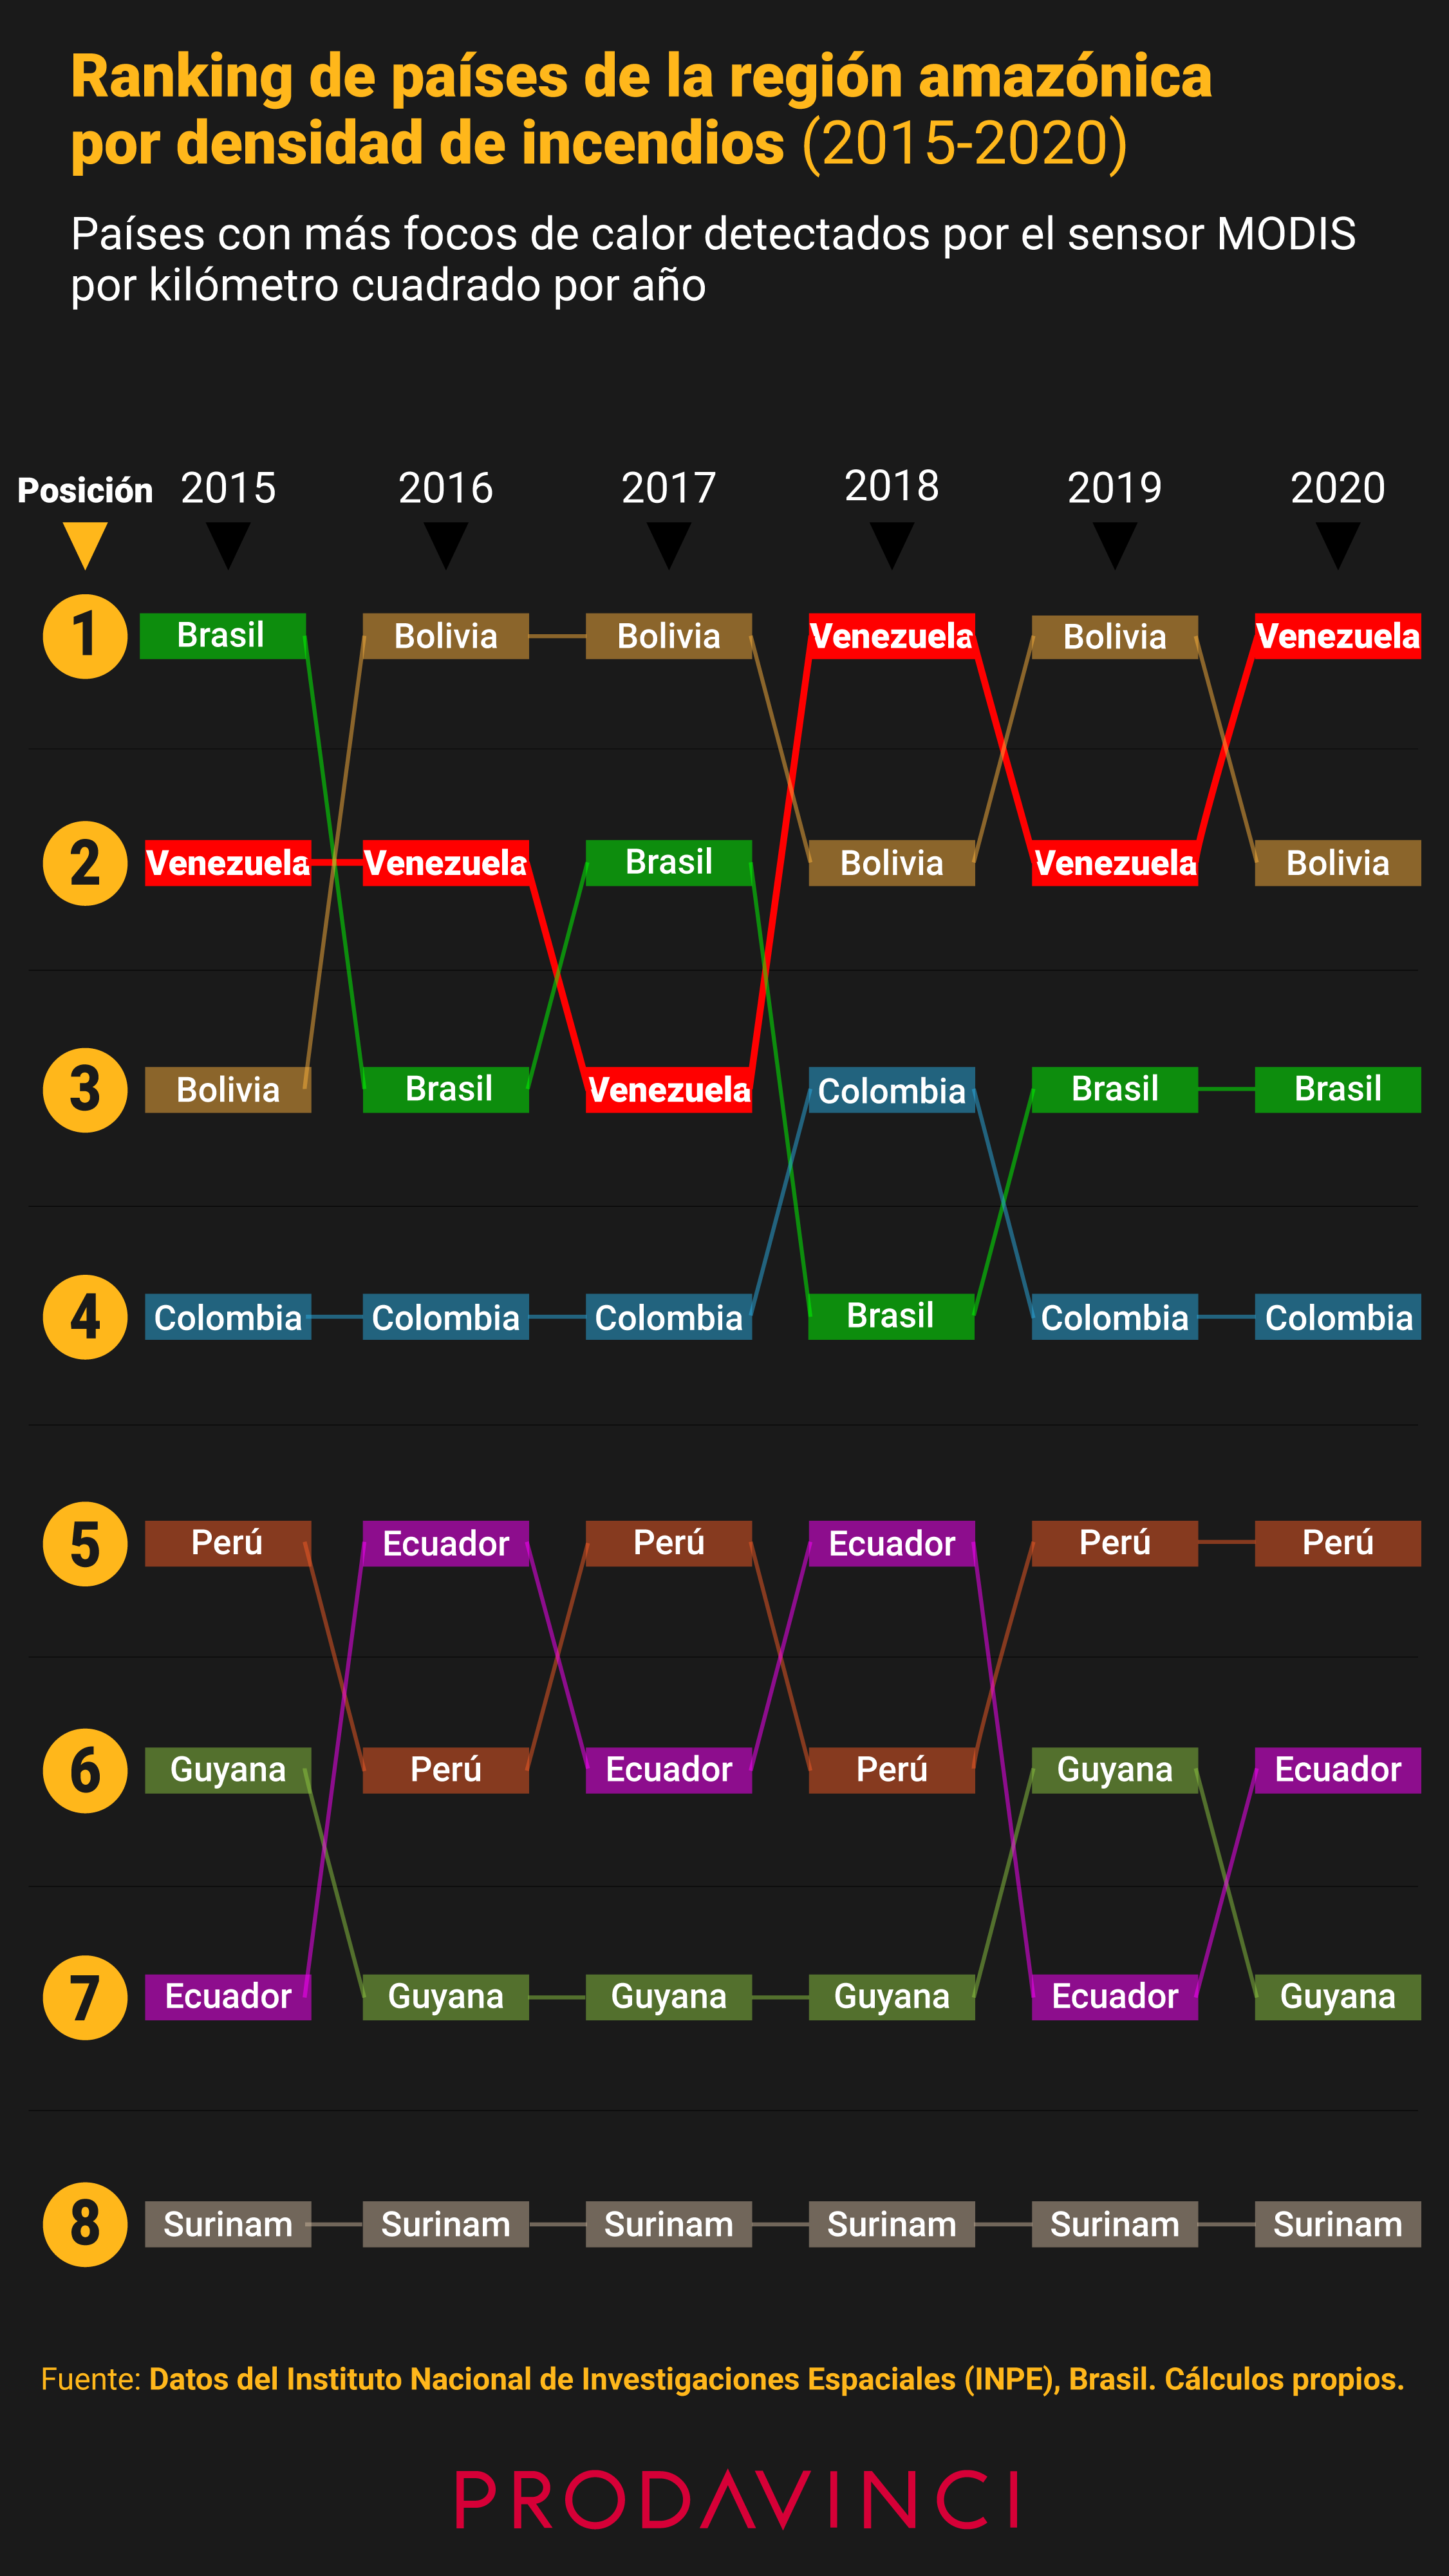 Ranking de países de la región amazónica
por densidad de incendios (2015-2020)
Países con más focos de calor detectados por el sensor MODIS
por kilómetro cuadrado por año
Posición 2015 2016 2017 2018 2019 2020
1 Brasil Bolivia Bolivia Venezuela Bolivia Venezuela
2 Venezuela Venezuela Brasil Bolivia Venezuela Bolivia
3 Bolivia Brasil Venezuela Colombia Brasil Brasil
4 Colombia Colombia Colombia Brasil Colombia Colombia
5 Perú Ecuador Perú Ecuador Perú Perú
6 Guyana Perú Ecuador Perú Guyana Ecuador
7 Ecuador Guyana Guyana Guyana Ecuador Guyana
8 Surinam Surinam Surinam Surinam Surinam Surinam
Fuente: Datos del Instituto Nacional de Investigaciones Espaciales (INPE), Brasil. Cálculos propios.
PRODAVINCI